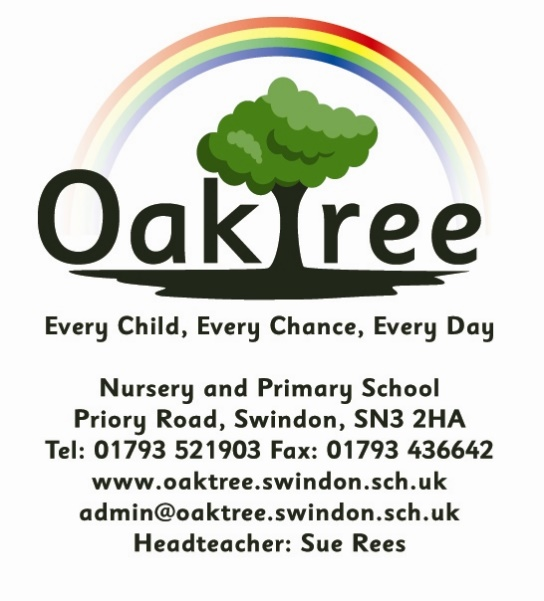 OakTree
Every Child, Every Chance, Every Day
Nursery and Primary School
Priory Road, Swindon, SN3 2HA
Tel: 01793 521903 Fax: 01793 436642
www.oaktree.swindon.sch.uk
admin@oaktree.swindon.sch.uk
Headteacher: Sue Rees